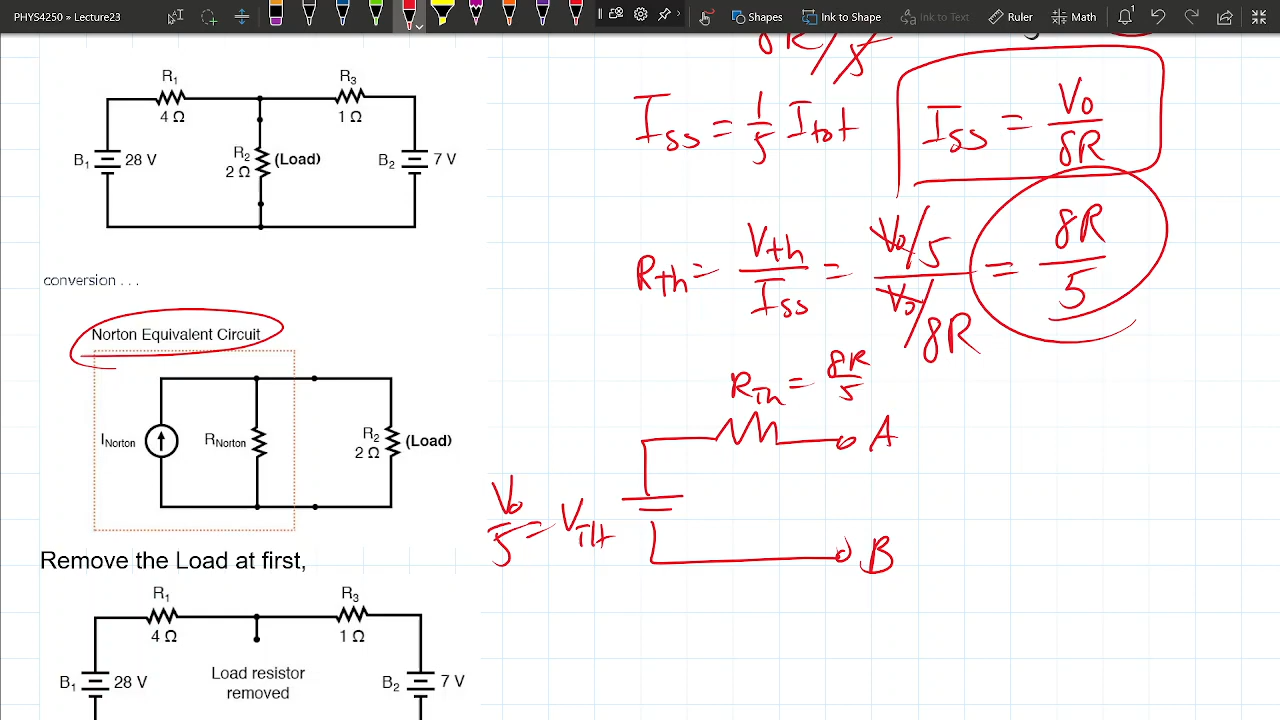 PHYS4250 » Lecture23
Shapes
Ink to Shape
Ink to Text
Ruler
Math
R1
4 Ω
R3
1 Ω
B1
28 V
R2
2 Ω
(Load)
B2
7 V
conversion . . .
Norton Equivalent Circuit
INorton
RNorton
R2
2 Ω
(Load)
Remove the Load at first,
R1
4 Ω
R3
1 Ω
B1
28 V
Load resistor
removed
B2
7 V
Iss = 1/5 Itot
Iss = V0/8R
Rth = Vth/Iss = (V0/5)/(V0/8R) = 8R/5
RTh = 8R/5
A
V0/5 = VTH
B